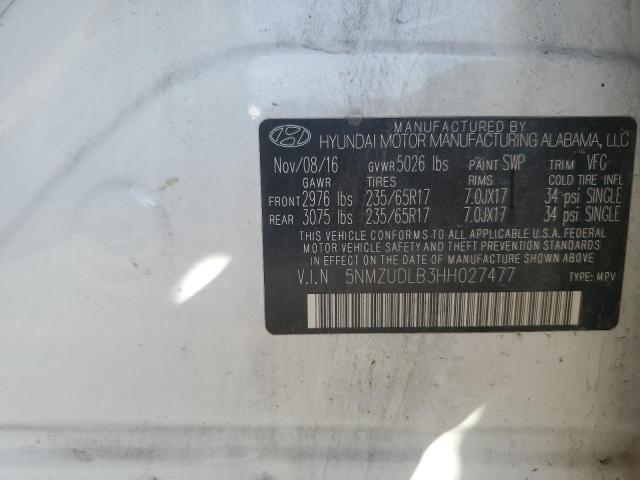 MANUFACTURED BY
HYUNDAI MOTOR MANUFACTURING ALABAMA, LLC
Nov/08/16 GVWR 5026 lbs PAINT SWP TRIM VFG
GAWR TIRES RIMS COLD TIRE INFL
FRONT 2976 lbs 235/65R17 7.0JX17 34 psi SINGLE
REAR 3075 lbs 235/65R17 7.0JX17 34 psi SINGLE
THIS VEHICLE CONFORMS TO ALL APPLICABLE U.S.A. FEDERAL
MOTOR VEHICLE SAFETY AND THEFT PREVENTION STANDARDS
IN EFFECT ON THE DATE OF MANUFACTURE SHOWN ABOVE.
V.I.N 5NMZUDLB3HH027477 TYPE: MPV